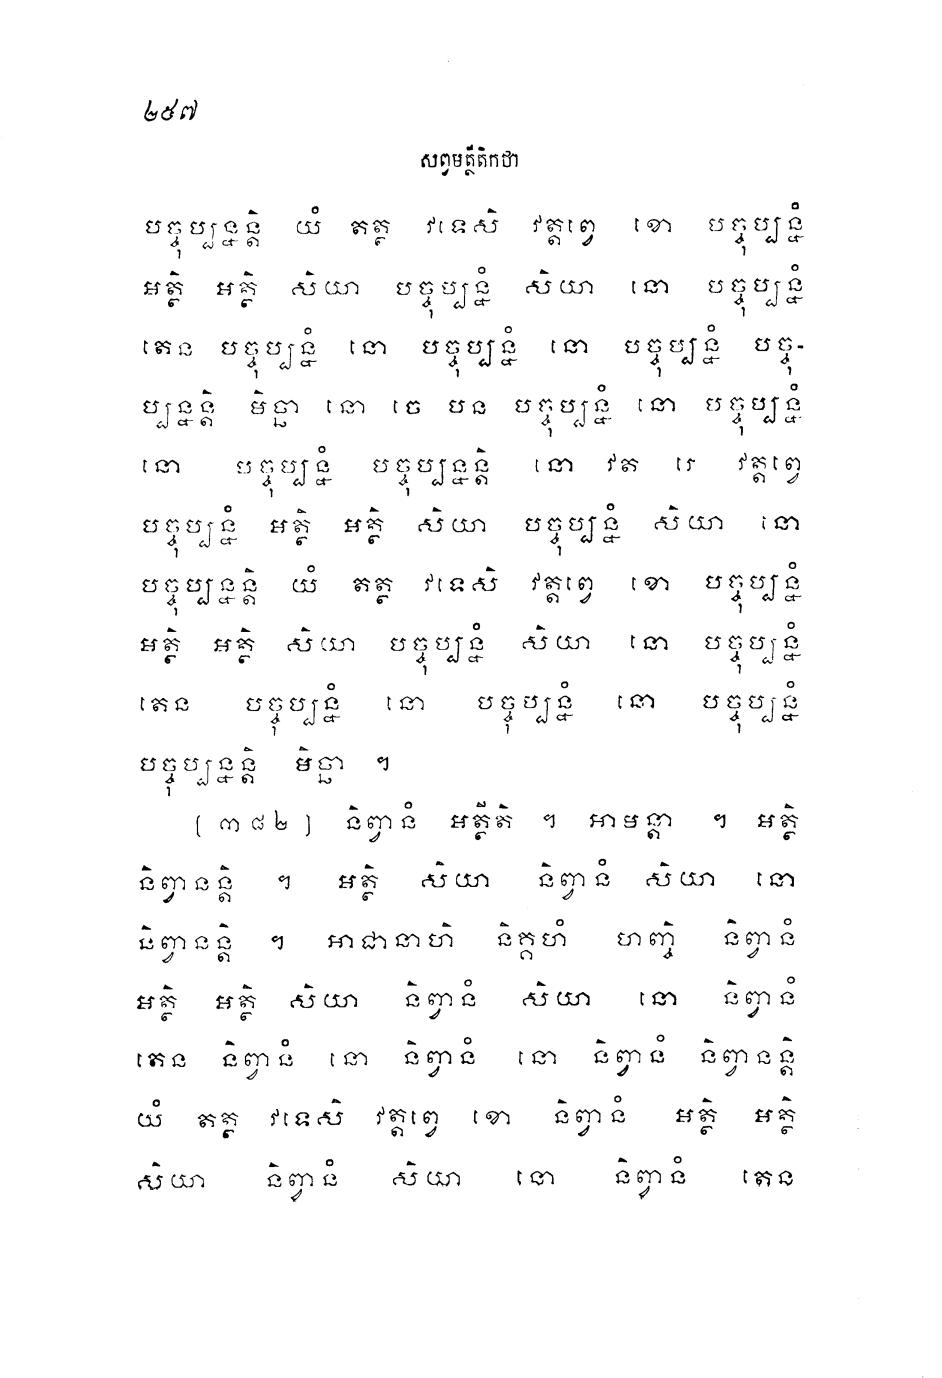 ២៥៧
សព្វមត្ថីតិកថា
បច្ចុប្បន្នន្តិ យំ តត្ថ វទេសិ វត្តព្វេ ខោ បច្ចុប្បន្នំ
អត្ថិ អត្ថិ សិយា បច្ចុប្បន្នំ សិយា នោ បច្ចុប្បន្នំ
តេន បច្ចុប្បន្នំ នោ បច្ចុប្បន្នំ នោ បច្ចុប្បន្នំ បច្ចុ-
ប្បន្នន្តិ មិច្ឆា នោ ចេ បន បច្ចុប្បន្នំ នោ បច្ចុប្បន្នំ
នោ បច្ចុប្បន្នំ បច្ចុប្បន្នន្តិ នោ វត រេ វត្តព្វេ
បច្ចុប្បន្នំ អត្ថិ អត្ថិ សិយា បច្ចុប្បន្នំ សិយា នោ
បច្ចុប្បន្នន្តិ យំ តត្ថ វទេសិ វត្តព្វេ ខោ បច្ចុប្បន្នំ
អត្ថិ អត្ថិ សិយា បច្ចុប្បន្នំ សិយា នោ បច្ចុប្បន្នំ
តេន បច្ចុប្បន្នំ នោ បច្ចុប្បន្នំ នោ បច្ចុប្បន្នំ
បច្ចុប្បន្នន្តិ មិច្ឆា ។
(៣៨២) និព្វានំ អត្ថីតិ ។ អាមន្តា ។ អត្ថិ
និព្វានន្តិ ។ អត្ថិ សិយា និព្វានំ សិយា នោ
និព្វានន្តិ ។ អាជានាហិ និគ្គហំ ហញ្ចិ និព្វានំ
អត្ថិ អត្ថិ សិយា និព្វានំ សិយា នោ និព្វានំ
តេន និព្វានំ នោ និព្វានំ នោ និព្វានំ និព្វានន្តិ
យំ តត្ថ វទេសិ វត្តព្វេ ខោ និព្វានំ អត្ថិ អត្ថិ
សិយា និព្វានំ សិយា នោ និព្វានំ តេន